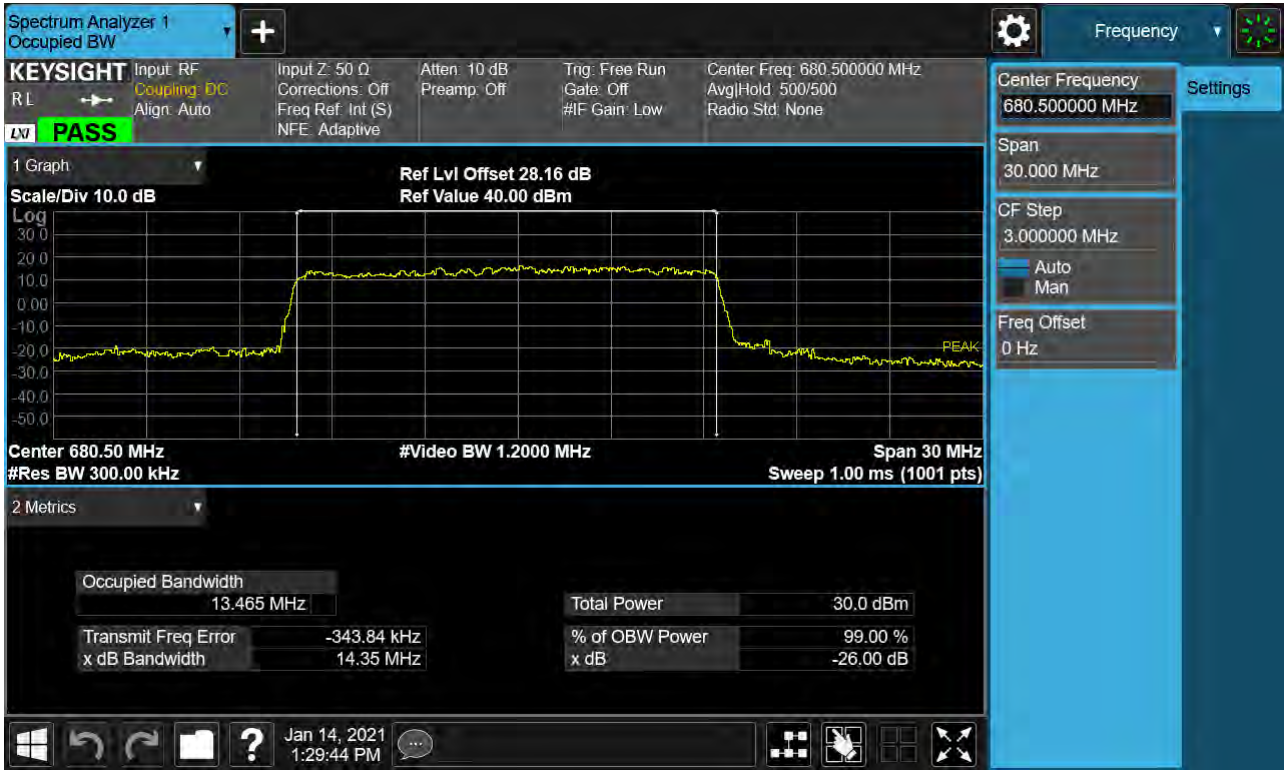 Spectrum Analyzer 1
Occupied BW
+
Frequency
KEYSIGHT
R L
LXI PASS
Input: RF
Coupling: DC
Align: Auto
Input Z: 50 Ω
Corrections: Off
Freq Ref: Int (S)
NFE: Adaptive
Atten: 10 dB
Preamp: Off
Trig: Free Run
Gate: Off
#IF Gain: Low
Center Freq: 680.500000 MHz
Avg|Hold: 500/500
Radio Std: None
Center Frequency
680.500000 MHz
Settings
Span
30.000 MHz
CF Step
3.000000 MHz
Auto
Man
Freq Offset
0 Hz
1 Graph
Scale/Div 10.0 dB
Ref Lvl Offset 28.16 dB
Ref Value 40.00 dBm
Log
30.0
20.0
10.0
0.00
-10.0
-20.0
-30.0
-40.0
-50.0
PEAK
Center 680.50 MHz
#Video BW 1.2000 MHz
Span 30 MHz
#Res BW 300.00 kHz
Sweep 1.00 ms (1001 pts)
2 Metrics
Occupied Bandwidth
13.465 MHz
Total Power 30.0 dBm
Transmit Freq Error -343.84 kHz
% of OBW Power 99.00 %
x dB Bandwidth 14.35 MHz
x dB -26.00 dB
?
Jan 14, 2021
1:29:44 PM